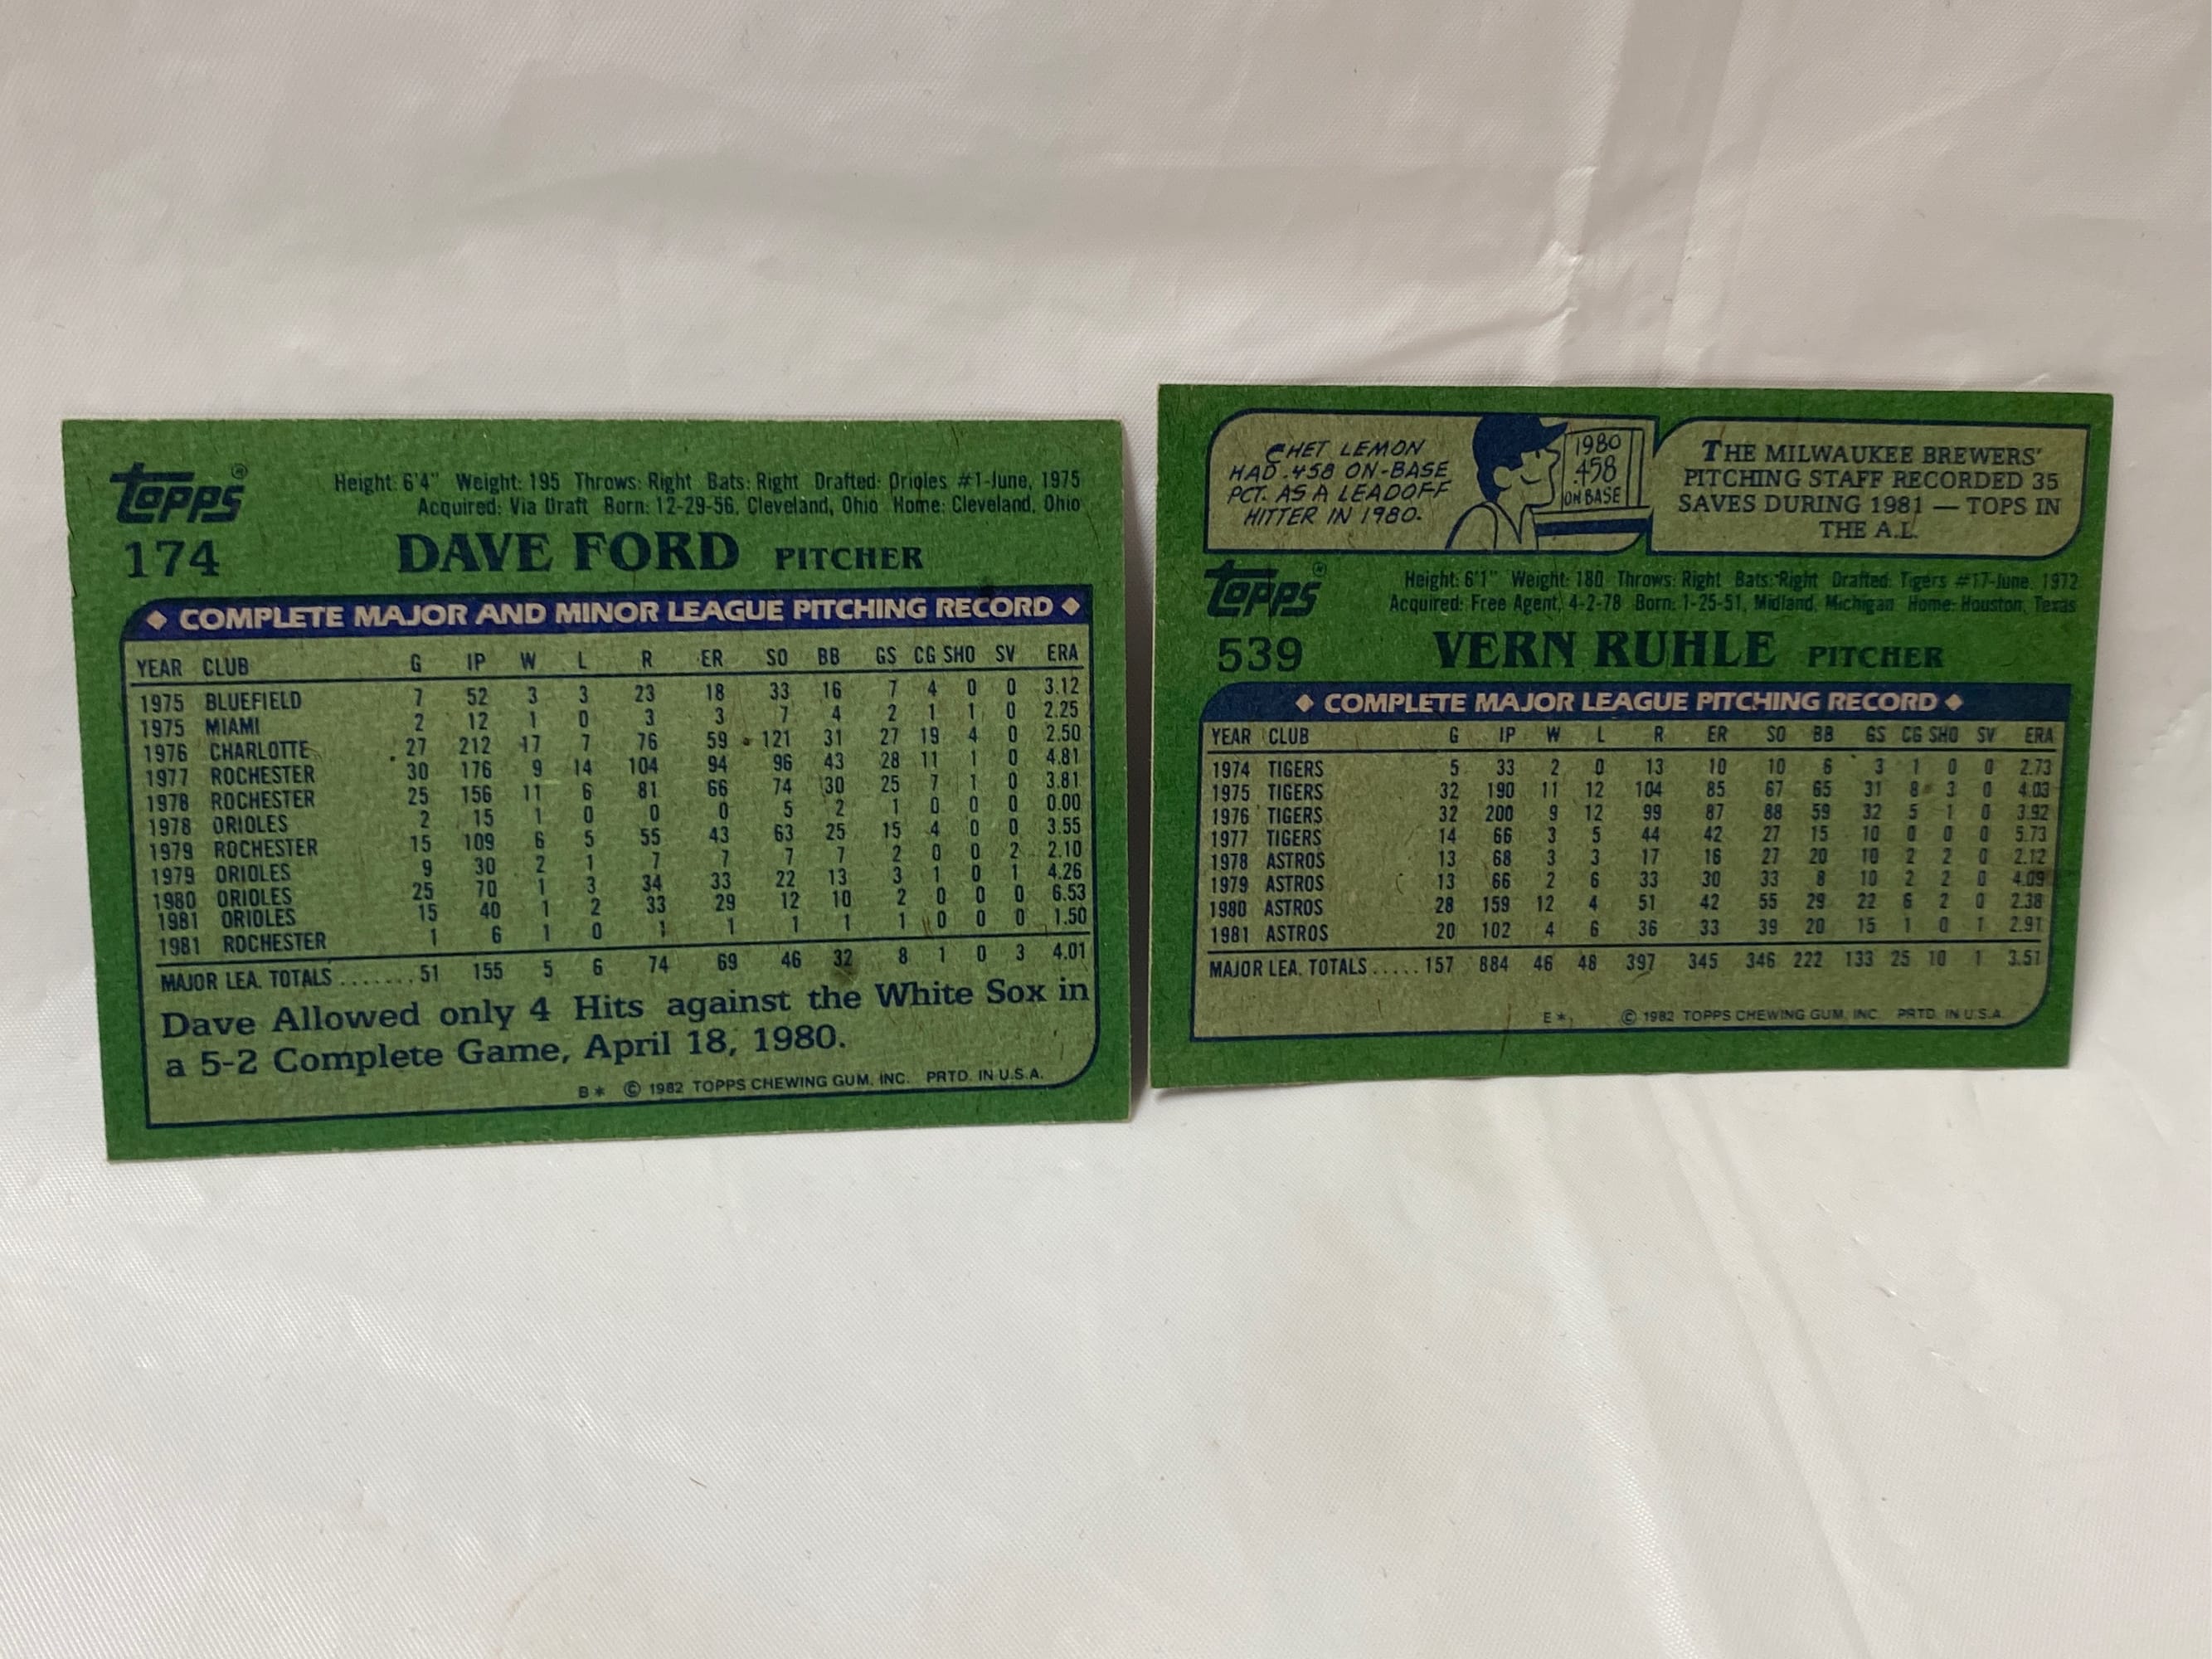 Topps®
Height: 6'4" Weight: 195 Throws: Right Bats: Right Drafted: Orioles #1-June, 1975
Acquired: Via Draft Born: 12-29-56, Cleveland, Ohio Home: Cleveland, Ohio
174 DAVE FORD PITCHER
◆ COMPLETE MAJOR AND MINOR LEAGUE PITCHING RECORD ◆
YEAR CLUB G IP W L R ER SO BB GS CG SHO SV ERA
1975 BLUEFIELD 7 52 3 3 23 18 33 16 7 4 0 0 3.12
1975 MIAMI 2 12 1 0 3 3 7 4 2 1 1 0 2.25
1976 CHARLOTTE 27 212 17 7 76 59 121 31 27 19 4 0 2.50
1977 ROCHESTER 30 176 9 14 104 94 96 43 28 11 1 0 4.81
1978 ROCHESTER 25 156 11 6 81 66 74 30 25 7 1 0 3.81
1978 ORIOLES 2 15 1 0 0 0 5 2 1 0 0 0 0.00
1979 ROCHESTER 15 109 6 5 55 43 63 25 15 4 0 0 3.55
1979 ORIOLES 9 30 2 1 7 7 7 7 2 0 0 2 2.10
1980 ORIOLES 25 70 1 3 34 33 22 13 3 1 0 1 4.26
1981 ORIOLES 15 40 1 2 33 29 12 10 2 0 0 0 6.53
1981 ROCHESTER 1 6 1 0 1 1 1 1 1 0 0 0 1.50
MAJOR LEA. TOTALS.......51 155 5 6 74 69 46 32 8 1 0 3 4.01
Dave Allowed only 4 Hits against the White Sox in
a 5-2 Complete Game, April 18, 1980.
B* © 1982 TOPPS CHEWING GUM, INC. PRTD. IN U.S.A.
CHET LEMON
HAD .458 ON-BASE
PCT. AS A LEADOFF
HITTER IN 1980.
1980
.458
ON BASE
THE MILWAUKEE BREWERS'
PITCHING STAFF RECORDED 35
SAVES DURING 1981 — TOPS IN
THE A.L.
Topps®
Height: 6'1" Weight: 180 Throws: Right Bats: Right Drafted: Tigers #17-June, 1972
Acquired: Free Agent, 4-2-78 Born: 1-25-51, Midland, Michigan Home: Houston, Texas
539 VERN RUHLE PITCHER
◆ COMPLETE MAJOR LEAGUE PITCHING RECORD ◆
YEAR CLUB G IP W L R ER SO BB GS CG SHO SV ERA
1974 TIGERS 5 33 2 0 13 10 10 6 3 1 0 0 2.73
1975 TIGERS 32 190 11 12 104 85 67 65 31 8 3 0 4.03
1976 TIGERS 32 200 9 12 99 87 88 59 32 5 1 0 3.92
1977 TIGERS 14 66 3 5 44 42 27 15 10 0 0 0 5.73
1978 ASTROS 13 68 3 3 17 16 27 20 10 2 2 0 2.12
1979 ASTROS 13 66 2 6 33 30 33 8 10 2 2 0 4.09
1980 ASTROS 28 159 12 4 51 42 55 29 22 6 2 0 2.38
1981 ASTROS 20 102 4 6 36 33 39 20 15 1 0 1 2.91
MAJOR LEA. TOTALS.....157 884 46 48 397 345 346 222 133 25 10 1 3.51
E* © 1982 TOPPS CHEWING GUM, INC. PRTD. IN U.S.A.